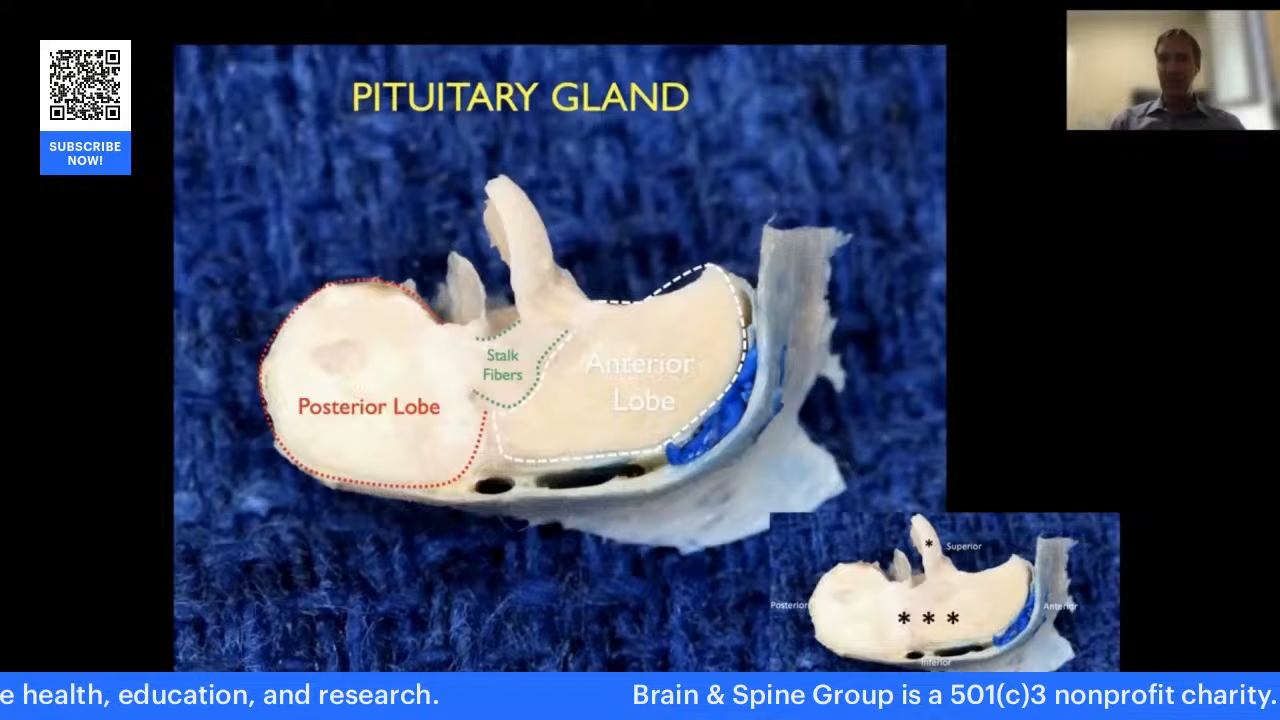 SUBSCRIBE
NOW!
PITUITARY GLAND
Stalk
Fibers
Anterior
Lobe
Posterior Lobe
*
Superior
Posterior
Anterior
* * *
Inferior
e health, education, and research.
Brain & Spine Group is a 501(c)3 nonprofit charity.